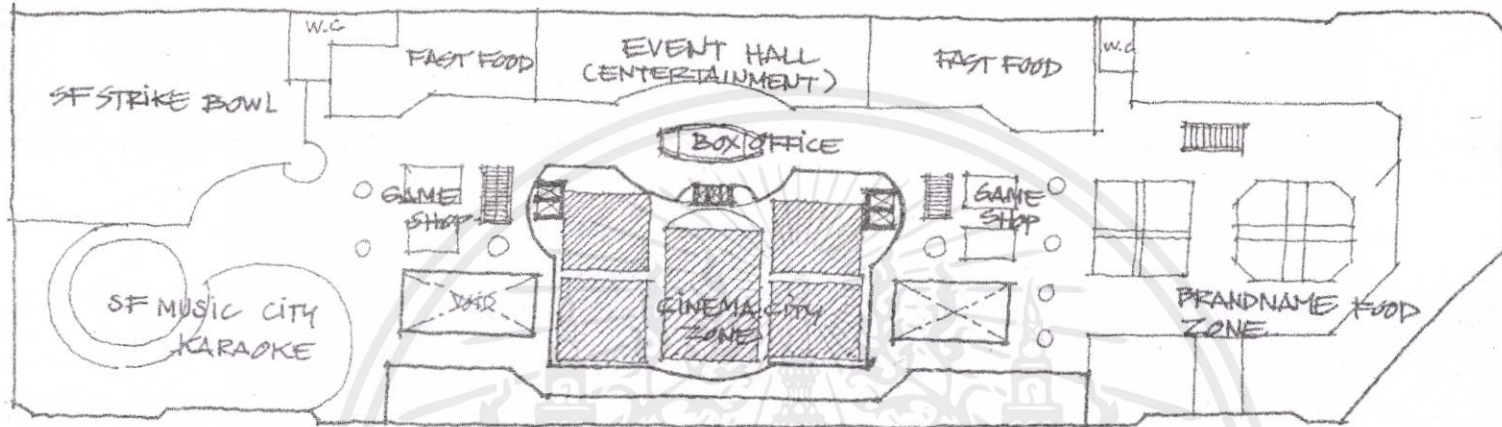 W.C
FAST FOOD
EVENT HALL
(ENTERTAINMENT)
FAST FOOD
W.C
SF STRIKE BOWL
BOX OFFICE
GAME
SHOP
GAME
SHOP
SF MUSIC CITY
KARAOKE
CINEMA CITY
ZONE
BRANDNAME FOOD
ZONE